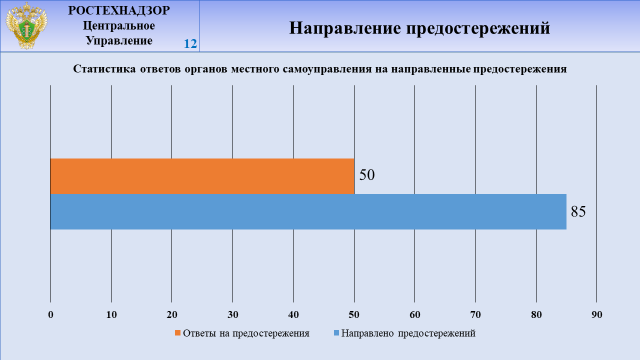 РОСТЕХНАДЗОР
Центральное
Управление
12
Направление предостережений
Статистика ответов органов местного самоуправления на направленные предостережения
50
85
0 10 20 30 40 50 60 70 80 90
Ответы на предостережения Направлено предостережений